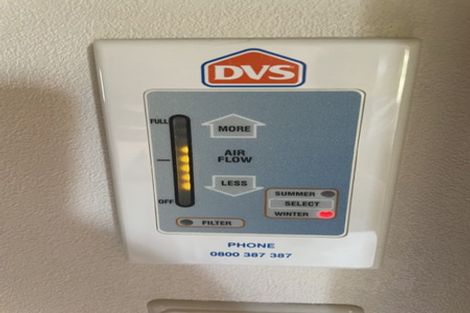 DVS
FULL
MORE
AIR
FLOW
LESS
OFF
SUMMER
SELECT
WINTER
FILTER
PHONE
0800 387 387